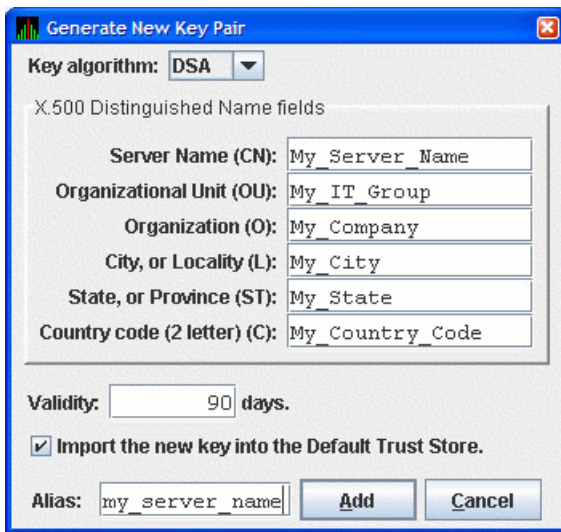 Generate New Key Pair
Key algorithm: DSA
X.500 Distinguished Name fields
Server Name (CN): My_Server_Name
Organizational Unit (OU): My_IT_Group
Organization (O): My_Company
City, or Locality (L): My_City
State, or Province (ST): My_State
Country code (2 letter) (C): My_Country_Code
Validity: 90 days.
Import the new key into the Default Trust Store.
Alias: my_server_name Add Cancel